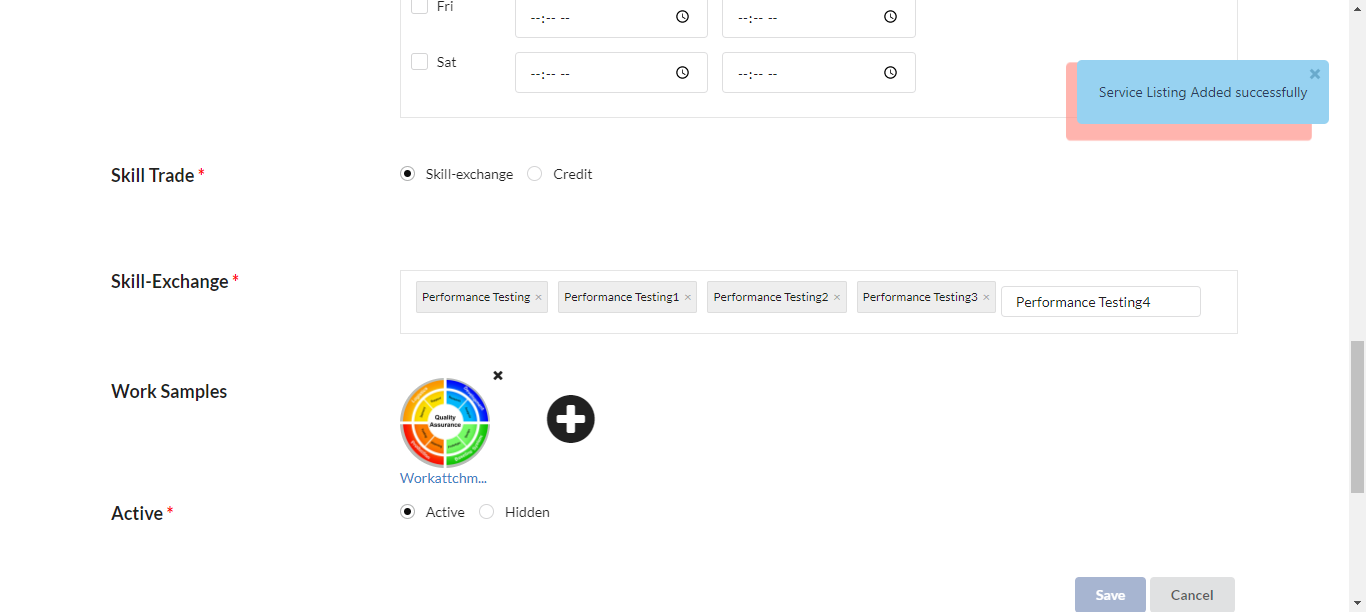 Fri
--:-- -- --:-- --
Sat
--:-- -- --:-- --
×
Service Listing Added successfully
Skill Trade *
Skill-exchange Credit
Skill-Exchange *
Performance Testing × Performance Testing1 × Performance Testing2 × Performance Testing3 × Performance Testing4
Work Samples
Quality
Assurance
Workattchm...
Active *
Active Hidden
Save Cancel